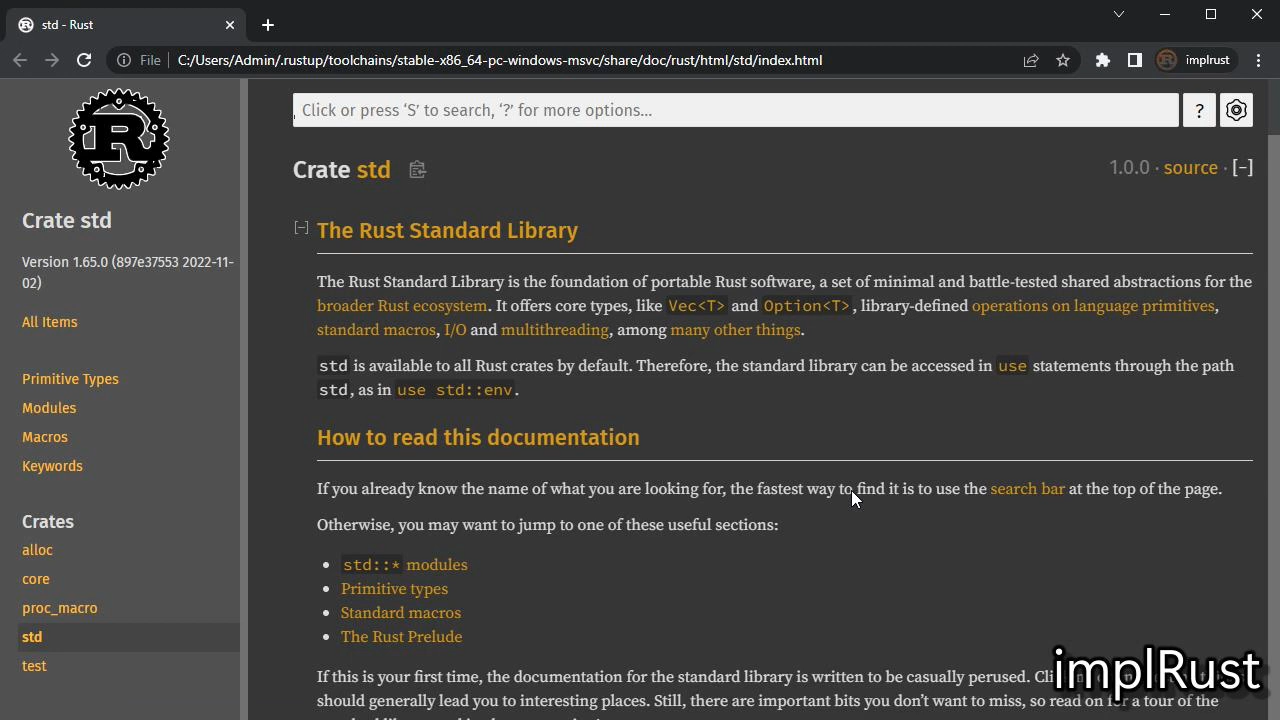 std - Rust
File
C:/Users/Admin/.rustup/toolchains/stable-x86_64-pc-windows-msvc/share/doc/rust/html/std/index.html
implrust
R
Click or press ‘S’ to search, ‘?’ for more options…
?
Crate std
1.0.0 · source · [-]
Crate std
Version 1.65.0 (897e37553 2022-11-
02)
All Items
Primitive Types
Modules
Macros
Keywords
Crates
alloc
core
proc_macro
std
test
[-] The Rust Standard Library
The Rust Standard Library is the foundation of portable Rust software, a set of minimal and battle-tested shared abstractions for the
broader Rust ecosystem. It offers core types, like Vec<T> and Option<T>, library-defined operations on language primitives,
standard macros, I/O and multithreading, among many other things.
std is available to all Rust crates by default. Therefore, the standard library can be accessed in use statements through the path
std, as in use std::env.
How to read this documentation
If you already know the name of what you are looking for, the fastest way to find it is to use the search bar at the top of the page.
Otherwise, you may want to jump to one of these useful sections:
• std::* modules
• Primitive types
• Standard macros
• The Rust Prelude
If this is your first time, the documentation for the standard library is written to be casually perused.
should generally lead you to interesting places. Still, there are important bits you don’t want to miss, so read on for a tour of the
implRust